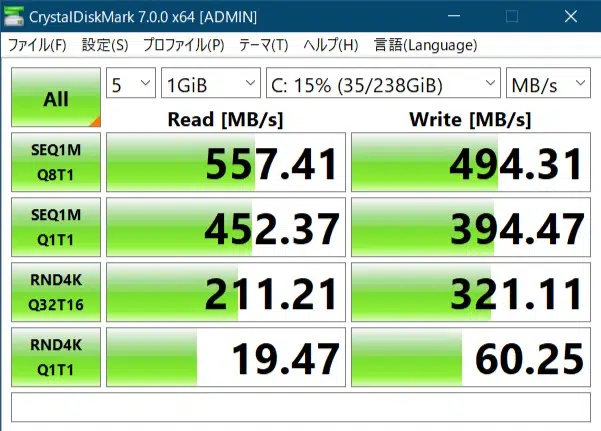 CrystalDiskMark 7.0.0 x64 [ADMIN]
ファイル(F) 設定(S) プロファイル(P) テーマ(T) ヘルプ(H) 言語(Language)
All 5 1GiB C: 15% (35/238GiB) MB/s
Read [MB/s] Write [MB/s]
SEQ1M
Q8T1
557.41 494.31
SEQ1M
Q1T1
452.37 394.47
RND4K
Q32T16
211.21 321.11
RND4K
Q1T1
19.47 60.25